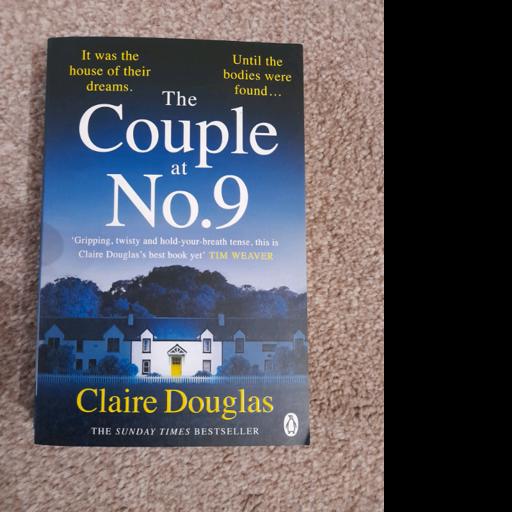 It was the
house of their
dreams.
Until the
bodies were
found...
The
Couple
at
No.9
'Gripping, twisty and hold-your-breath tense, this is
Claire Douglas's best book yet' TIM WEAVER
Claire Douglas
THE SUNDAY TIMES BESTSELLER